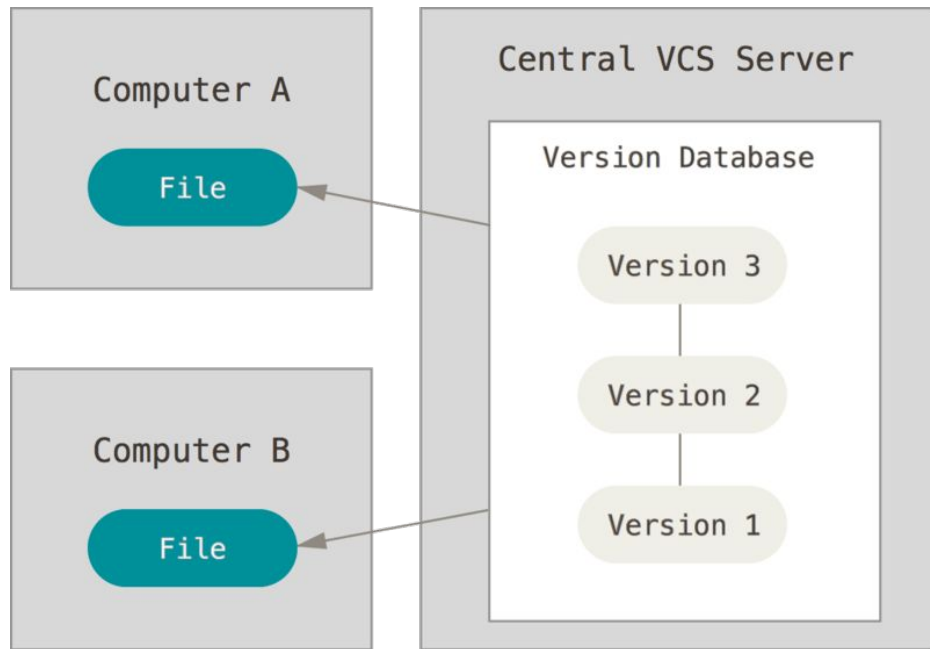 Computer A
File
Computer B
File
Central VCS Server
Version Database
Version 3
Version 2
Version 1